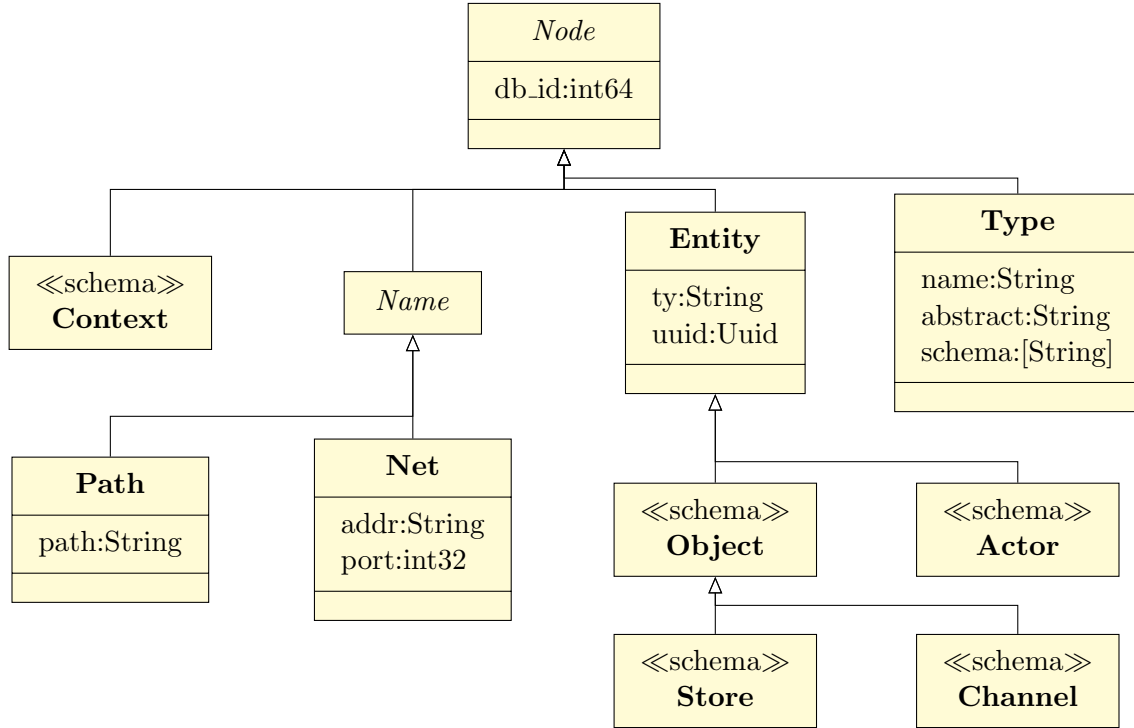 Node
db_id:int64
≪schema≫
Context
Name
Entity
ty:String
uuid:Uuid
Type
name:String
abstract:String
schema:[String]
Path
path:String
Net
addr:String
port:int32
≪schema≫
Object
≪schema≫
Actor
≪schema≫
Store
≪schema≫
Channel